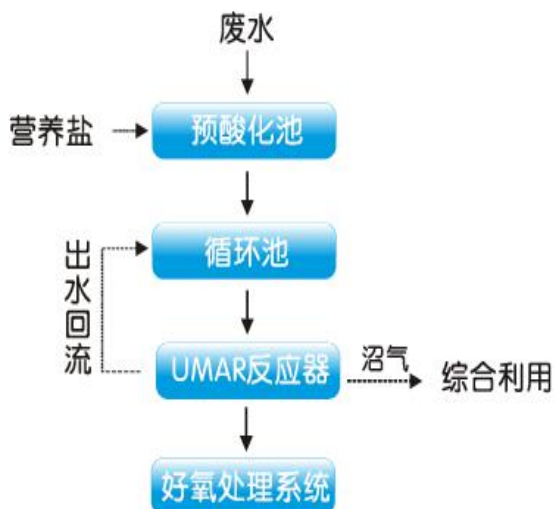 废水
营养盐
预酸化池
循环池
出水回流
UMAR反应器
沼气
综合利用
好氧处理系统